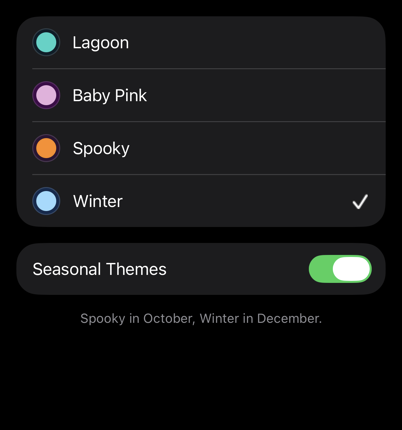 Lagoon
Baby Pink
Spooky
Winter
Seasonal Themes
Spooky in October, Winter in December.